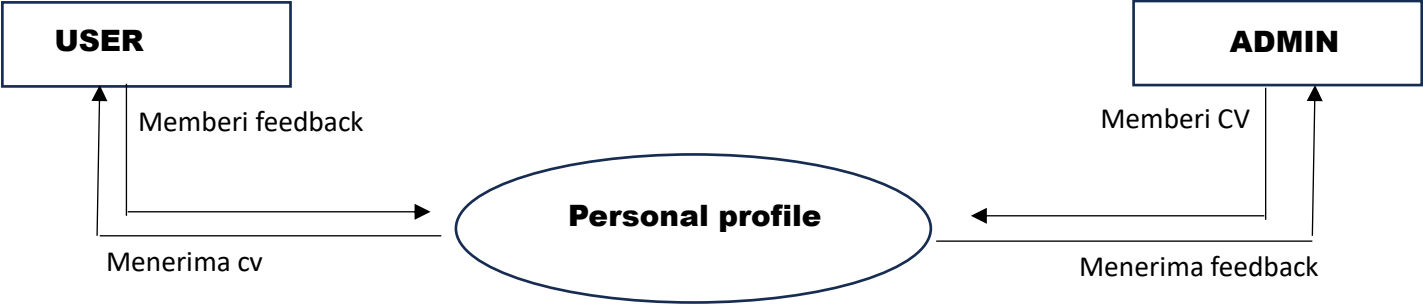 USER
ADMIN
Memberi feedback
Memberi CV
Personal profile
Menerima cv
Menerima feedback